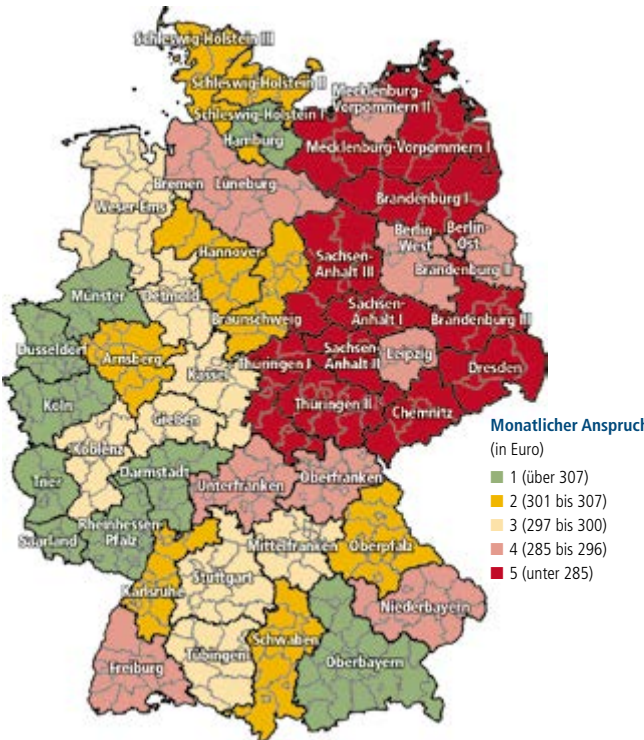 Schleswig-Holstein III
Schleswig-Holstein II
Mecklenburg-
Vorpommern II
Schleswig-Holstein I
Hamburg
Mecklenburg-Vorpommern I
Bremen
Lüneburg
Brandenburg I
Weser-Ems
Berlin-
West
Berlin-
Ost
Hannover
Sachsen-
Anhalt III
Brandenburg II
Münster
Detmold
Sachsen-
Anhalt I
Braunschweig
Brandenburg III
Düsseldorf
Arnsberg
Sachsen-
Anhalt II
Leipzig
Thüringen I
Dresden
Kassel
Köln
Thüringen II
Chemnitz
Gießen
Koblenz
Monatlicher Anspruch
(in Euro)
Darmstadt
Oberfranken
Trier
Unterfranken
1 (über 307)
2 (301 bis 307)
Rheinhessen-
Pfalz
3 (297 bis 300)
Saarland
Mittelfranken
Oberpfalz
4 (285 bis 296)
5 (unter 285)
Stuttgart
Karlsruhe
Niederbayern
Schwaben
Tübingen
Freiburg
Oberbayern